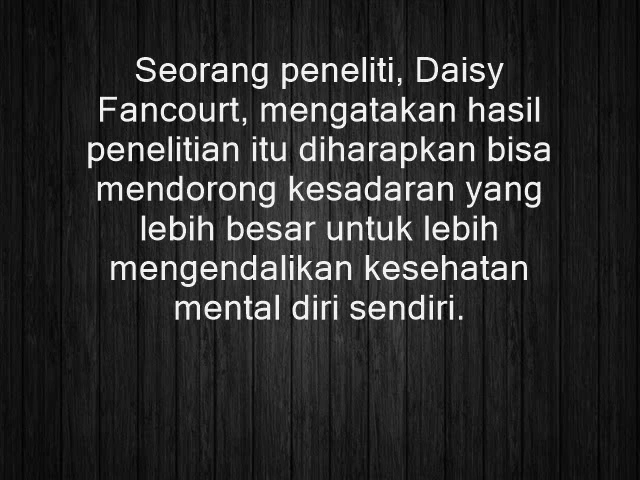 Seorang peneliti, Daisy
Fancourt, mengatakan hasil
penelitian itu diharapkan bisa
mendorong kesadaran yang
lebih besar untuk lebih
mengendalikan kesehatan
mental diri sendiri.